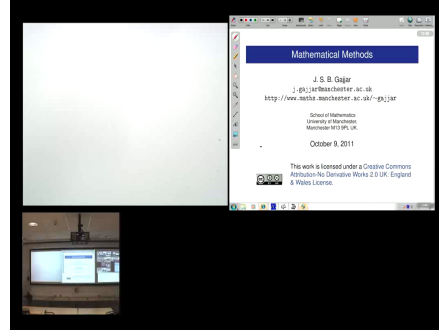 Mathematical Methods
J. S. B. Gajjar
j.gajjar@manchester.ac.uk
http://www.maths.manchester.ac.uk/~gajjar
School of Mathematics
University of Manchester,
Manchester M13 9PL UK.
October 9, 2011
This work is licensed under a Creative Commons
Attribution-No Derivative Works 2.0 UK: England
& Wales License.